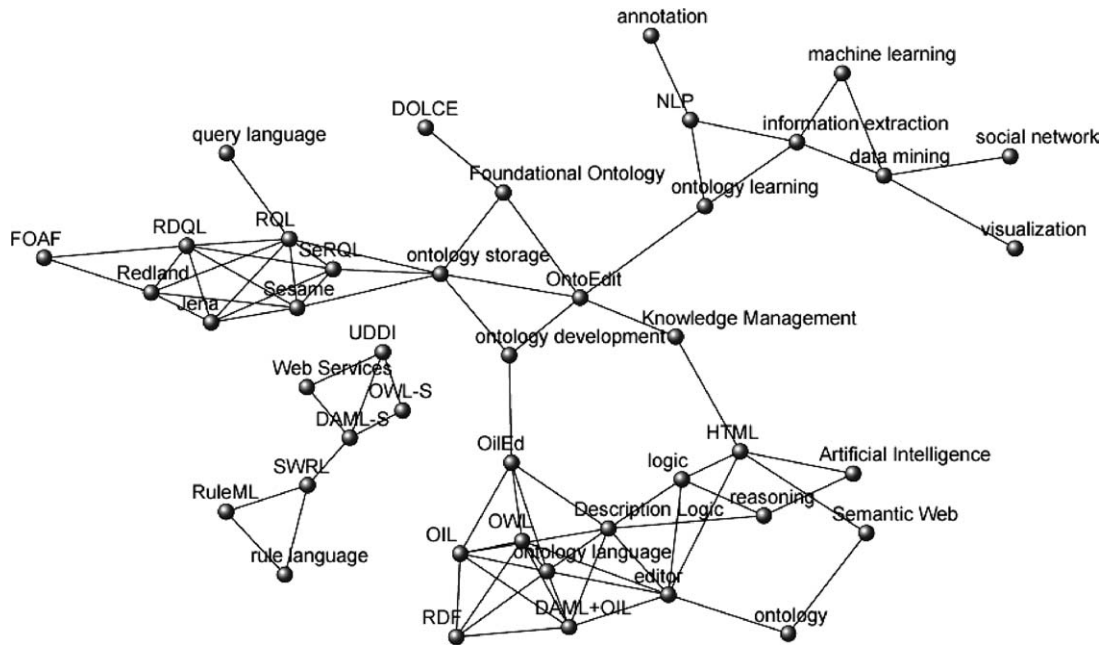 annotation
machine learning
DOLCE
NLP
query language
information extraction
social network
data mining
Foundational Ontology
ontology learning
RDQL
RQL
FOAF
SeRQL
ontology storage
visualization
Redland
Sesame
OntoEdit
Jena
Knowledge Management
UDDI
ontology development
Web Services
OWL-S
DAML-S
HTML
OilEd
Artificial Intelligence
SWRL
logic
RuleML
reasoning
Description Logic
Semantic Web
OWL
OIL
rule language
ontology language
editor
RDF
DAML+OIL
ontology